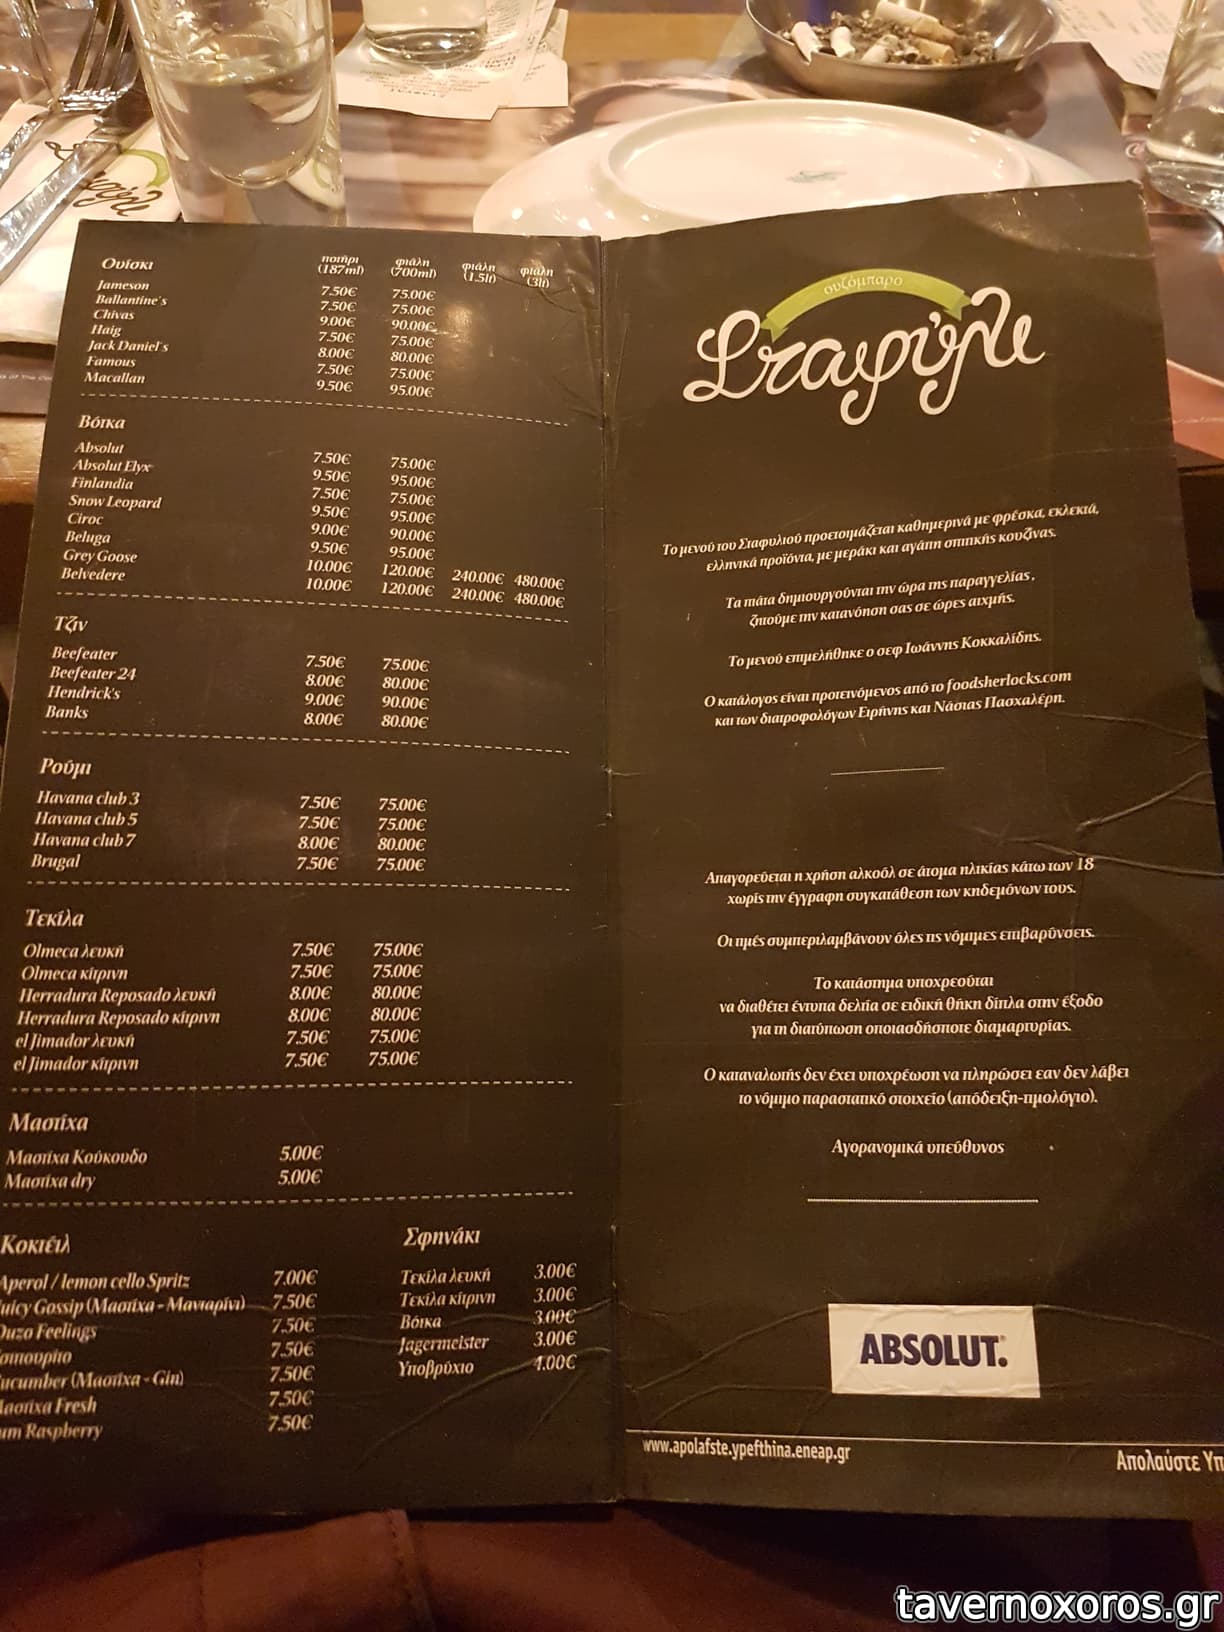 Ουίσκι ποτήρι (187ml) φιάλη (700ml) φιάλη (1.5lt) φιάλη (3lt)
Jameson 7.50€ 75.00€
Ballantine's 7.50€ 75.00€
Chivas 9.00€ 90.00€
Haig 7.50€ 75.00€
Jack Daniel's 8.00€ 80.00€
Famous 7.50€ 75.00€
Macallan 9.50€ 95.00€
Βότκα
Absolut 7.50€ 75.00€
Absolut Elyx 9.50€ 95.00€
Finlandia 7.50€ 75.00€
Snow Leopard 9.50€ 95.00€
Ciroc 9.00€ 90.00€
Beluga 9.50€ 95.00€
Grey Goose 10.00€ 120.00€ 240.00€ 480.00€
Belvedere 10.00€ 120.00€ 240.00€ 480.00€
Τζιν
Beefeater 7.50€ 75.00€
Beefeater 24 8.00€ 80.00€
Hendrick's 9.00€ 90.00€
Banks 8.00€ 80.00€
Ρούμι
Havana club 3 7.50€ 75.00€
Havana club 5 7.50€ 75.00€
Havana club 7 8.00€ 80.00€
Brugal 7.50€ 75.00€
Τεκίλα
Olmeca λευκή 7.50€ 75.00€
Olmeca κίτρινη 7.50€ 75.00€
Herradura Reposado λευκή 8.00€ 80.00€
Herradura Reposado κίτρινη 8.00€ 80.00€
el Jimador λευκή 7.50€ 75.00€
el Jimador κίτρινη 7.50€ 75.00€
Μαστίχα
Μαστίχα Κούκουδο 5.00€
Μαστίχα dry 5.00€
Κοκτέιλ
Aperol / lemon cello Spritz 7.00€
Juicy Gossip (Μαστίχα - Μανταρίνι) 7.50€
Ouzo Feelings 7.50€
7.50€
Cucumber (Μαστίχα - Gin) 7.50€
Μαστίχα Fresh 7.50€
Raspberry 7.50€
Σφηνάκι
Τεκίλα λευκή 3.00€
Τεκίλα κίτρινη 3.00€
Βότκα 3.00€
Jagermeister 3.00€
Υποβρύχιο 4.00€
ουζόμπαρο
Σταφύλι
Το μενού του Σταφυλιού προετοιμάζεται καθημερινά με φρέσκα, εκλεκτά,
ελληνικά προϊόντα, με μεράκι και αγάπη σπιτικής κουζίνας.
Τα πιάτα δημιουργούνται την ώρα της παραγγελίας,
ζητούμε την κατανόηση σας σε ώρες αιχμής.
Το μενού επιμελήθηκε ο σεφ Ιωάννης Κοκκαλίδης.
Ο κατάλογος είναι προτεινόμενος από το foodsherlocks.com
και των διατροφολόγων Ειρήνης και Νάσιας Πασχαλέρη.
Απαγορεύεται η χρήση αλκοόλ σε άτομα ηλικίας κάτω των 18
χωρίς την έγγραφη συγκατάθεση των κηδεμόνων τους.
Οι τιμές συμπεριλαμβάνουν όλες τις νόμιμες επιβαρύνσεις.
Το κατάστημα υποχρεούται
να διαθέτει έντυπα δελτία σε ειδική θήκη δίπλα στην έξοδο
για τη διατύπωση οποιασδήποτε διαμαρτυρίας.
Ο καταναλωτής δεν έχει υποχρέωση να πληρώσει εαν δεν λάβει
το νόμιμο παραστατικό στοιχείο (απόδειξη-τιμολόγιο).
Αγορανομικά υπεύθυνος
ABSOLUT.
www.apolafste.ypefthina.eneap.gr
Απολαύστε Υπ
tavernoxoros.gr